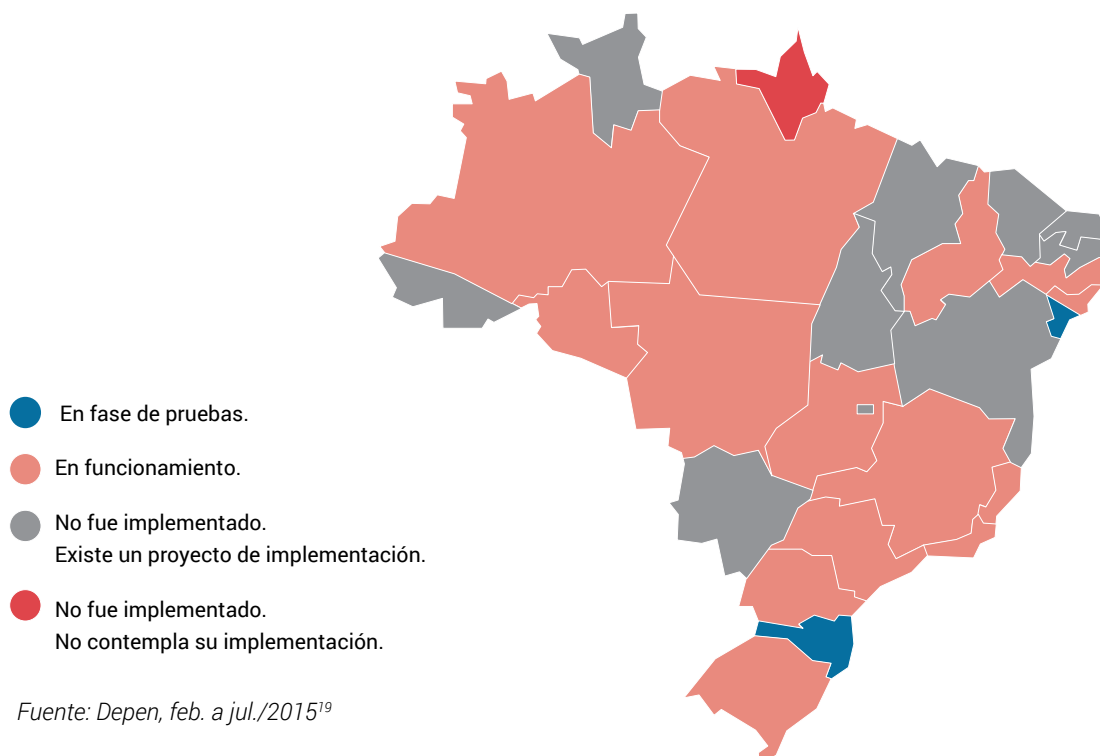 En fase de pruebas.
En funcionamiento.
No fue implementado.
Existe un proyecto de implementación.
No fue implementado.
No contempla su implementación.
Fuente: Depen, feb. a jul./2015¹⁹